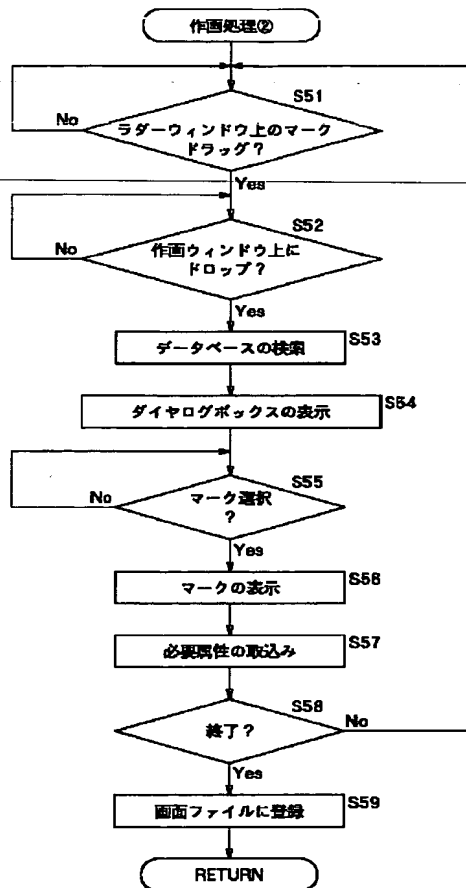 作画処理②
S51
No
ラダーウィンドウ上のマーク
ドラッグ?
Yes
S52
No
作画ウィンドウ上に
ドロップ?
Yes
データベースの検索
S53
ダイヤログボックスの表示
S54
S55
No
マーク選択
?
Yes
マークの表示
S56
必要属性の取込み
S57
S58
終了?
No
Yes
画面ファイルに登録
S59
RETURN